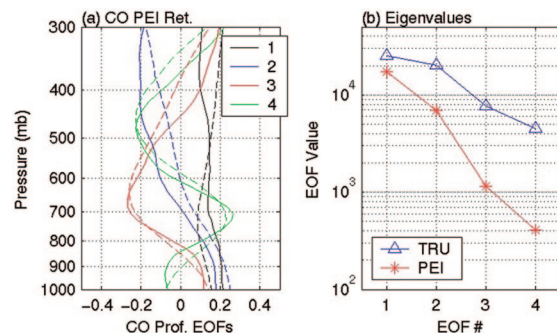 (a) CO PEI Ret.
300
400
500
600
700
800
900
1000
Pressure (mb)
−0.4 −0.2 0 0.2 0.4
CO Prof. EOFs
1
2
3
4
(b) Eigenvalues
10^4
10^3
10^2
EOF Value
TRU
PEI
1 2 3 4
EOF #